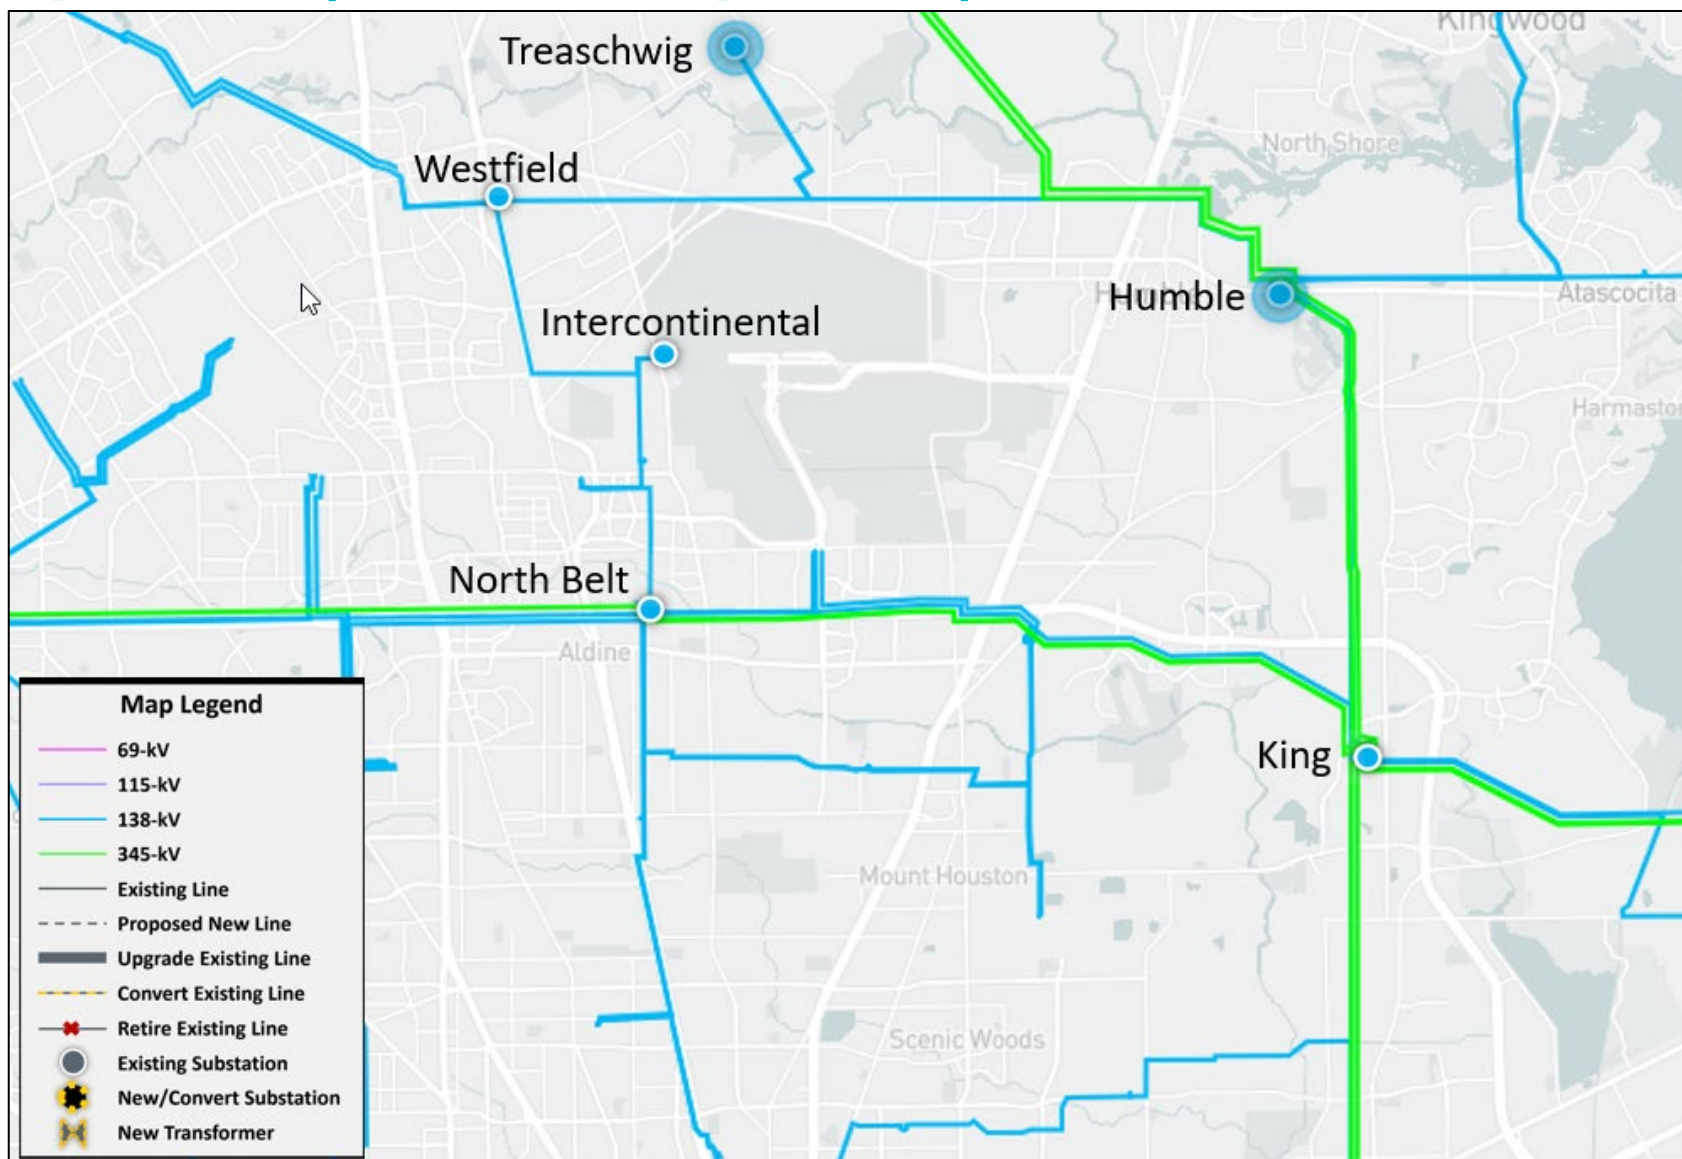 Kingwood
Treaschwig
North Shore
Westfield
Humble
Atascocita
Intercontinental
Harmaston
North Belt
Aldine
King
Map Legend
69-kV
115-kV
138-kV
345-kV
Existing Line
Proposed New Line
Upgrade Existing Line
Convert Existing Line
Retire Existing Line
Existing Substation
New/Convert Substation
New Transformer
Mount Houston
Scenic Woods